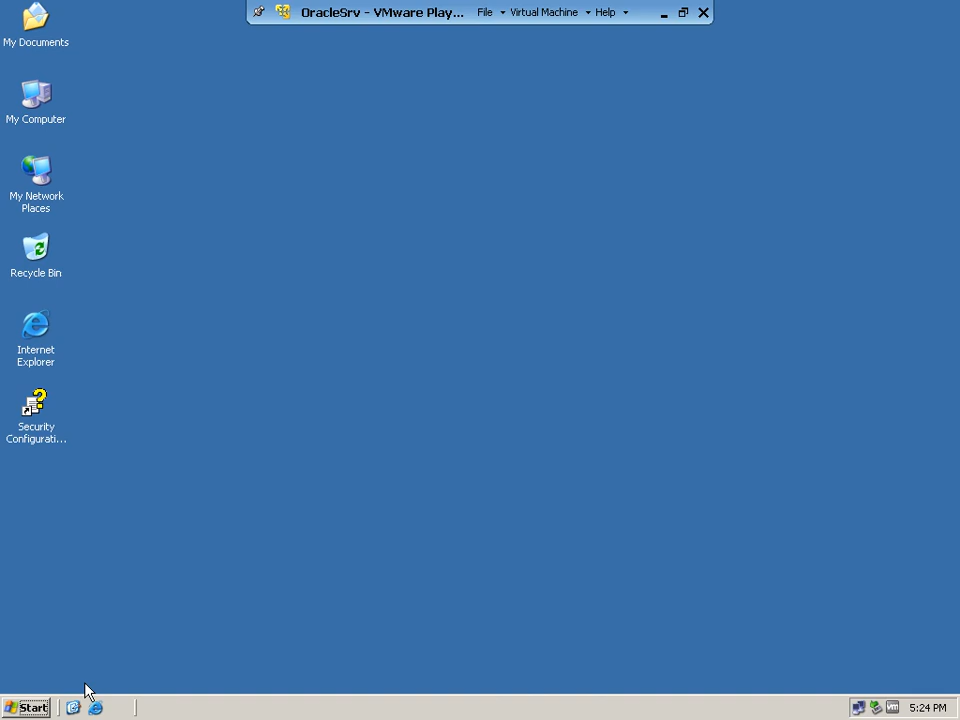 OracleSrv - VMware Play... File Virtual Machine Help
My Documents
My Computer
My Network
Places
Recycle Bin
Internet
Explorer
Security
Configurati...
Start
vm
5:24 PM